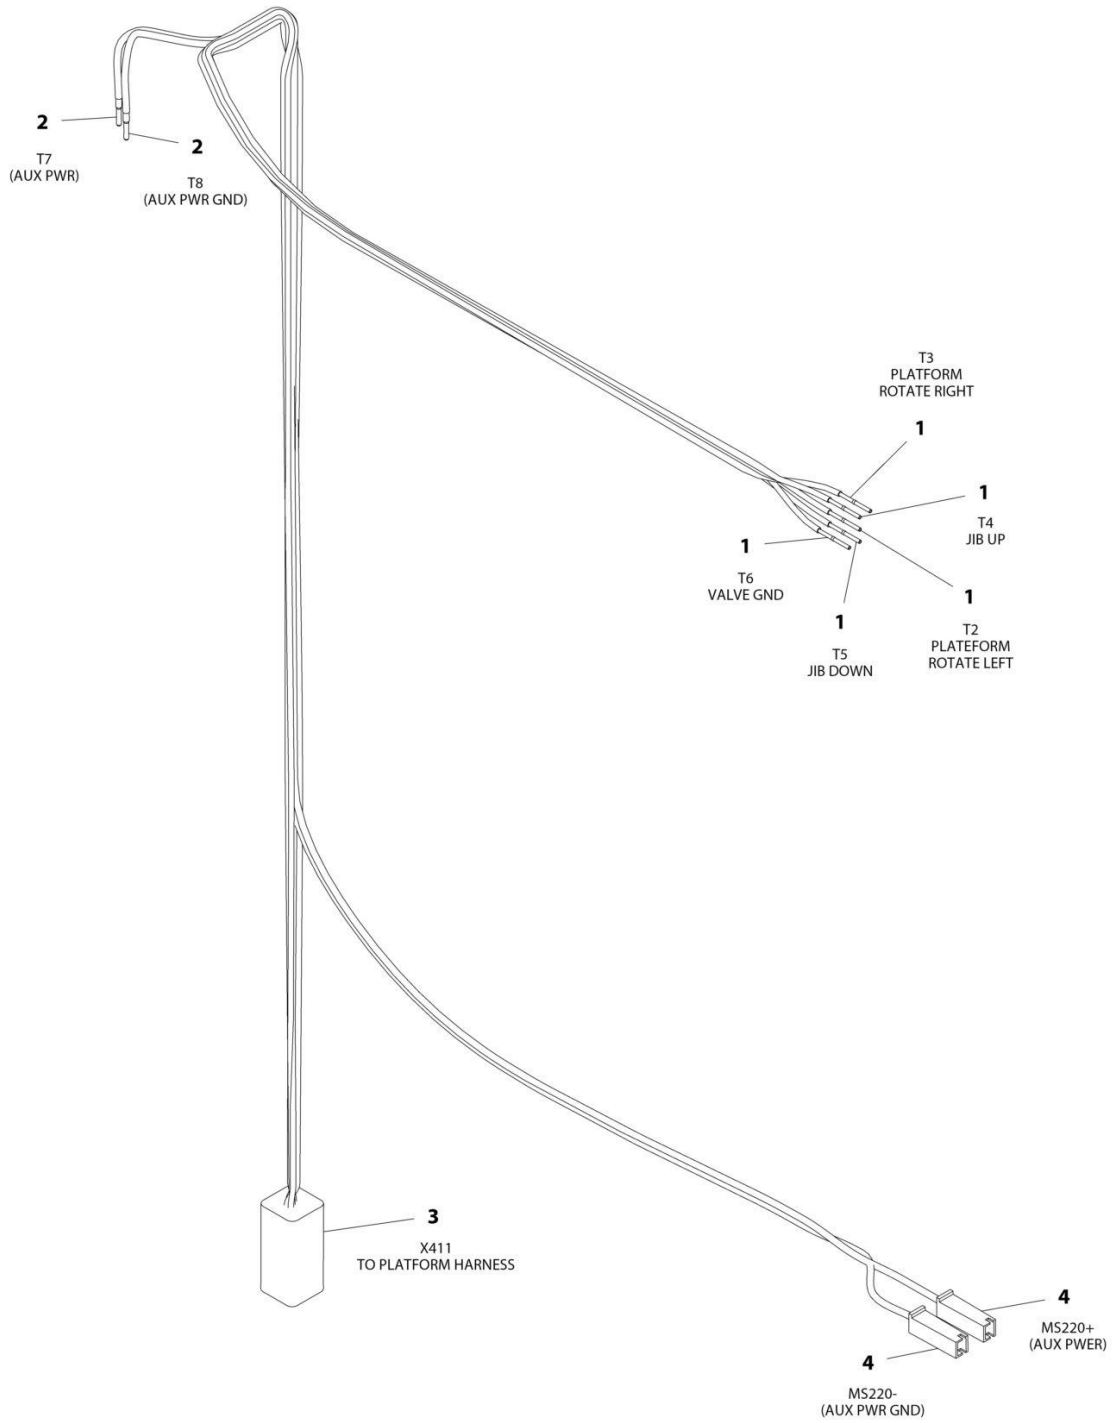 2
T7
(AUX PWR)
2
T8
(AUX PWR GND)
T3
PLATFORM
ROTATE RIGHT
1
1
T4
JIB UP
1
T6
VALVE GND
1
T5
JIB DOWN
1
T2
PLATEFORM
ROTATE LEFT
3
X411
TO PLATFORM HARNESS
4
MS220+
(AUX PWER)
4
MS220-
(AUX PWR GND)